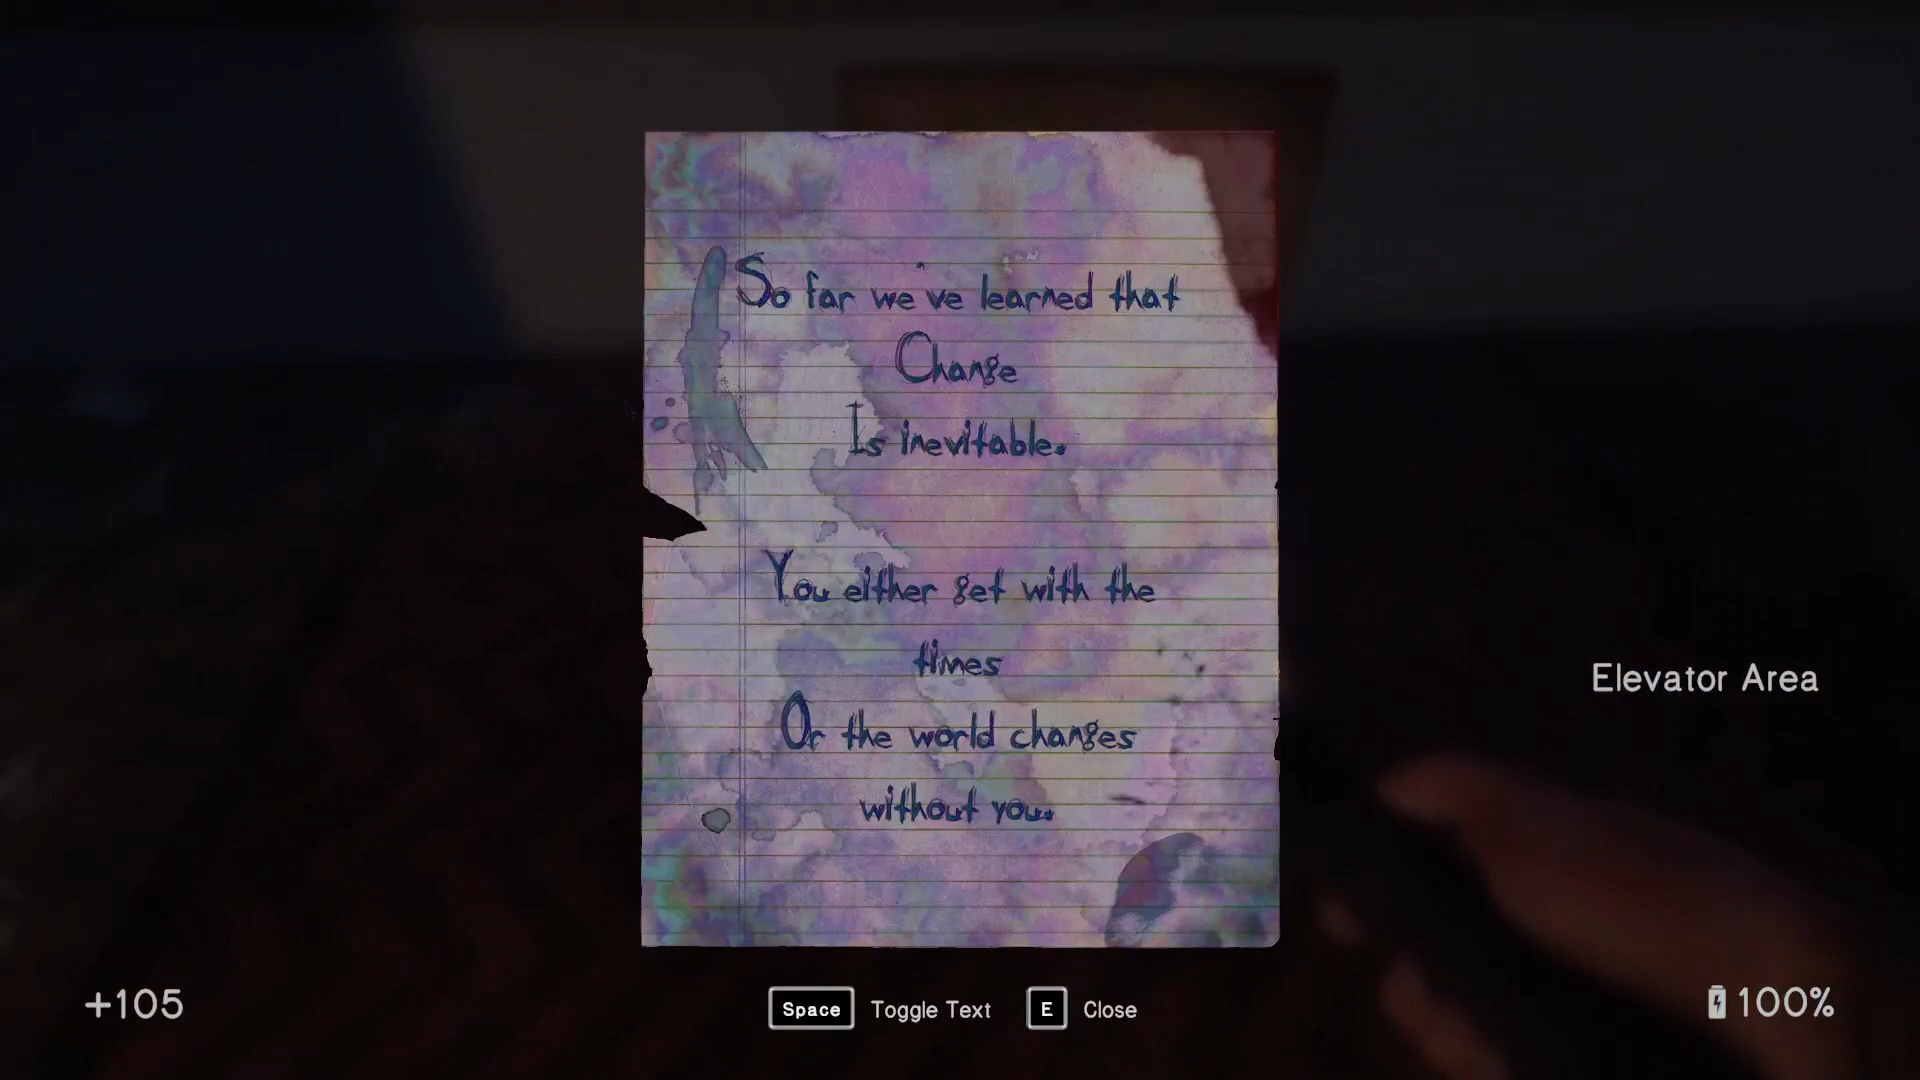 So far we've learned that
Change
Is inevitable.
You either get with the
times
Or the world changes
without you.
Elevator Area
+105
Space Toggle Text E Close
100%